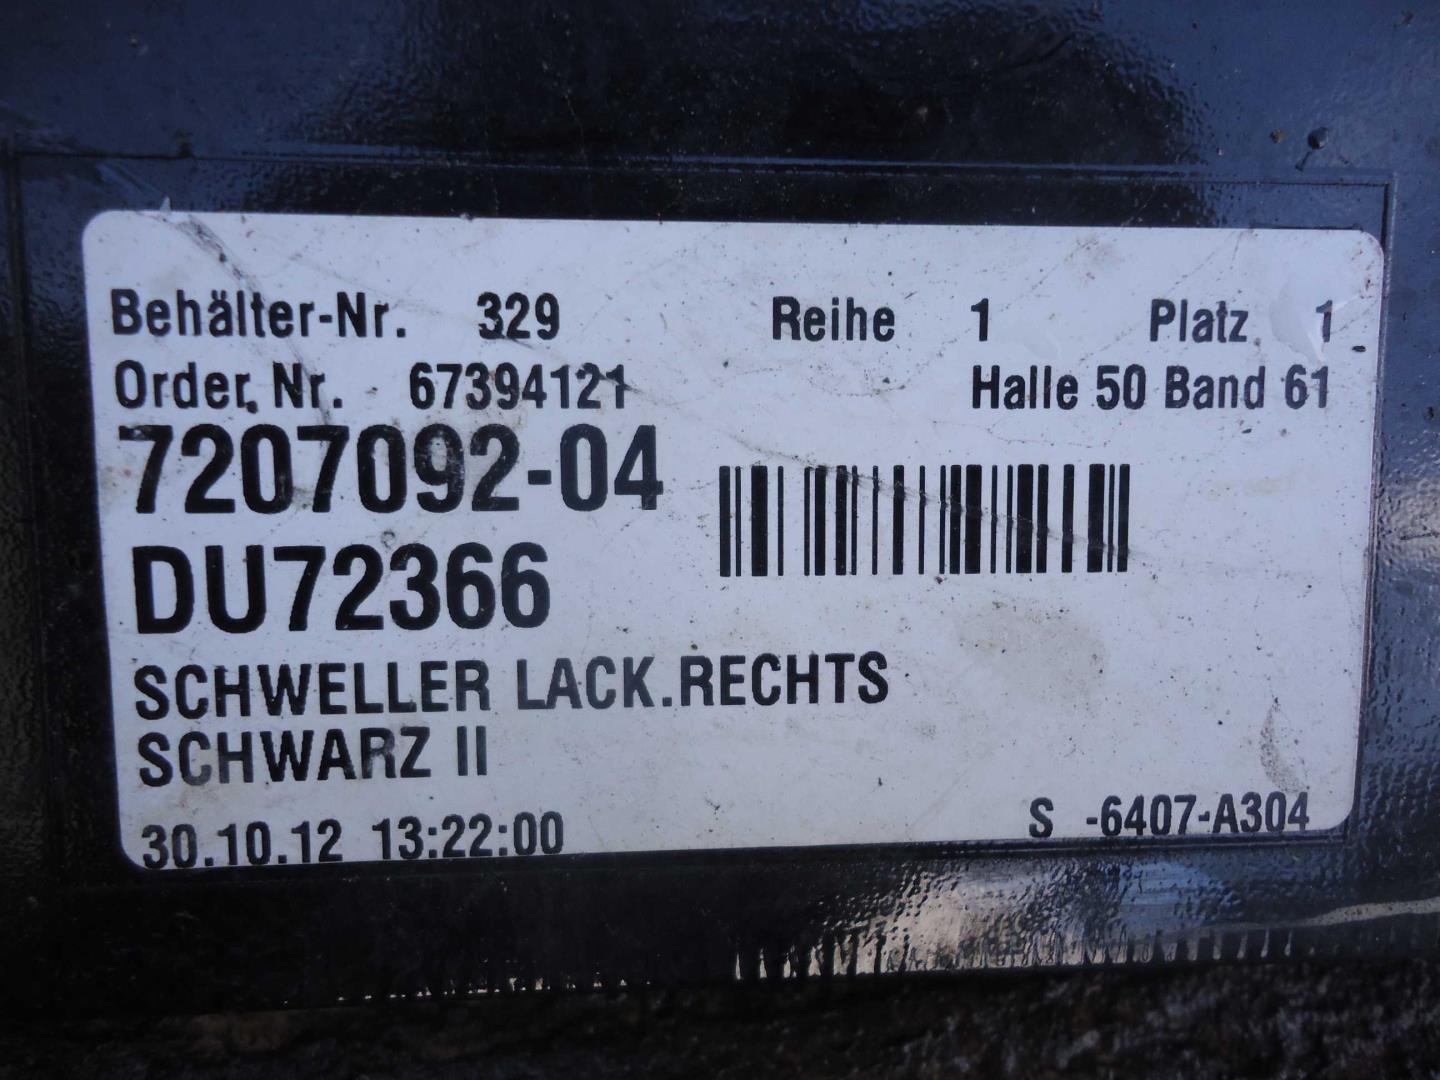 Behälter-Nr. 329 Reihe 1 Platz 1
Order. Nr. 67394121 Halle 50 Band 61
7207092-04
DU72366
SCHWELLER LACK.RECHTS
SCHWARZ II
30.10.12 13:22:00 S -6407-A304